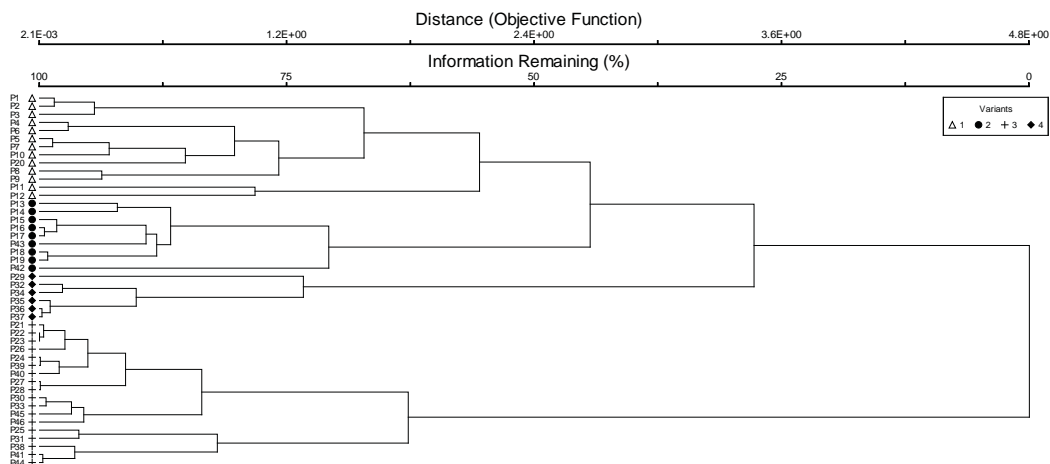 Distance (Objective Function)
2.1E-03 1.2E+00 2.4E+00 3.6E+00 4.8E+00
Information Remaining (%)
100 75 50 25 0
Variants
1 2 3 4
P1
P2
P3
P4
P6
P5
P7
P10
P20
P8
P9
P11
P12
P13
P14
P15
P16
P17
P43
P18
P19
P42
P29
P32
P34
P35
P36
P37
P21
P22
P23
P26
P24
P39
P40
P27
P28
P30
P33
P45
P46
P25
P31
P38
P41
P44